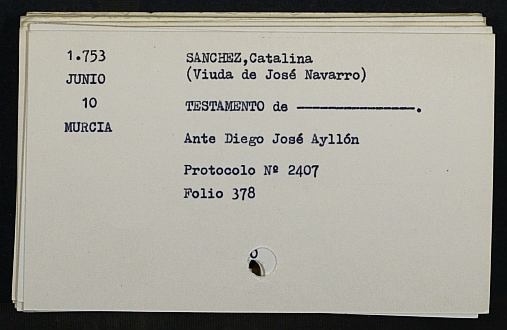 1.753
JUNIO
10
MURCIA
SANCHEZ,Catalina
(Viuda de José Navarro)
TESTAMENTO de ————————.
Ante Diego José Ayllón
Protocolo Nº 2407
Folio 378